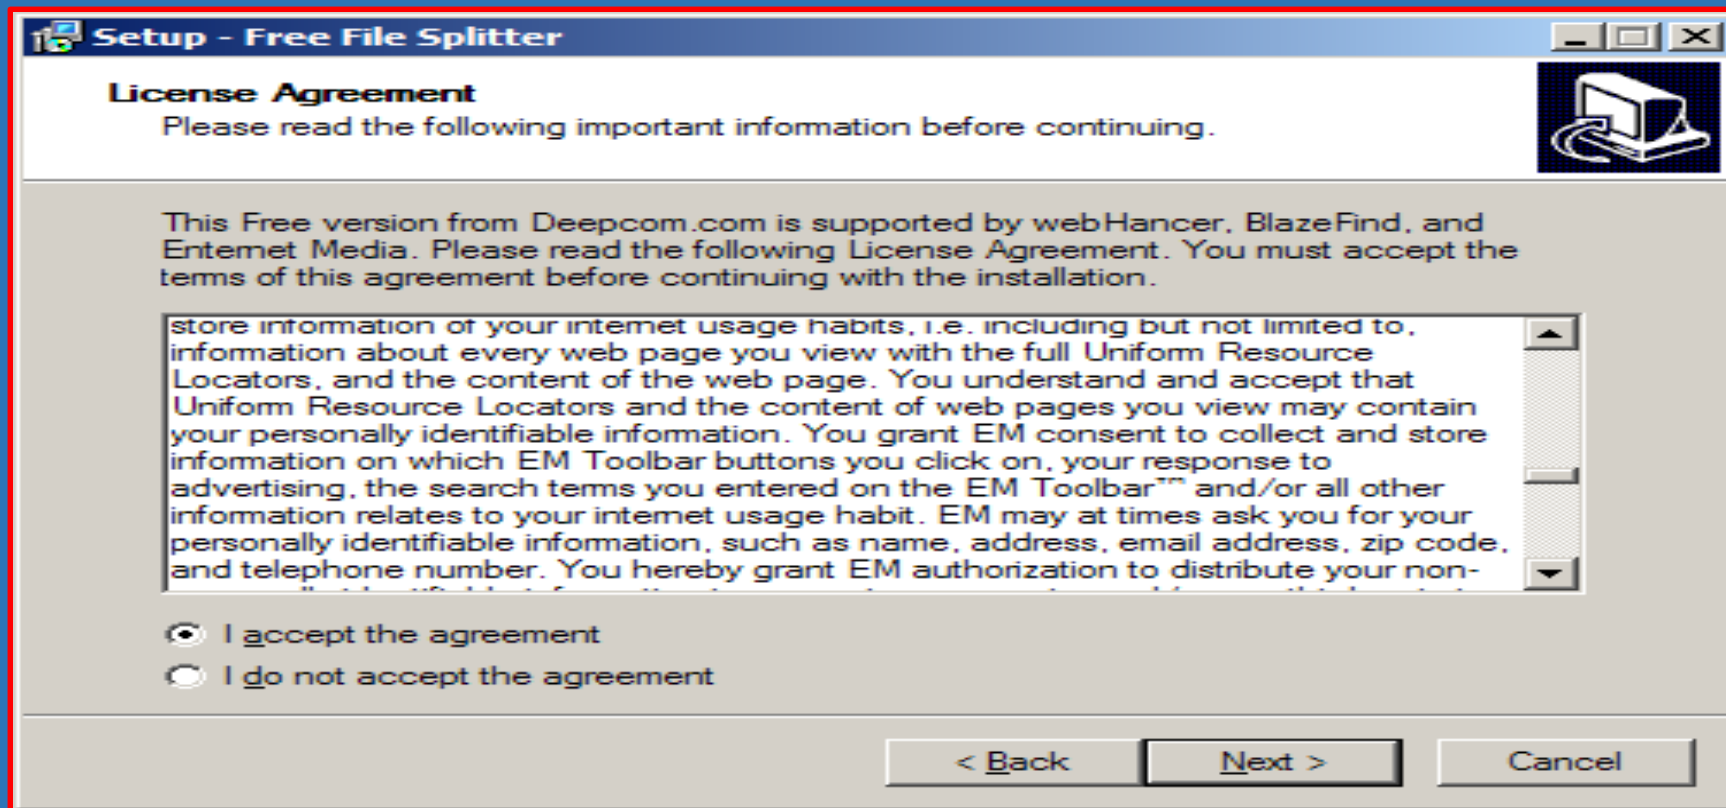 Setup - Free File Splitter
License Agreement
Please read the following important information before continuing.
This Free version from Deepcom.com is supported by webHancer, BlazeFind, and
Enternet Media. Please read the following License Agreement. You must accept the
terms of this agreement before continuing with the installation.
store information of your internet usage habits, i.e. including but not limited to,
information about every web page you view with the full Uniform Resource
Locators, and the content of the web page. You understand and accept that
Uniform Resource Locators and the content of web pages you view may contain
your personally identifiable information. You grant EM consent to collect and store
information on which EM Toolbar buttons you click on, your response to
advertising, the search terms you entered on the EM Toolbar™ and/or all other
information relates to your internet usage habit. EM may at times ask you for your
personally identifiable information, such as name, address, email address, zip code,
and telephone number. You hereby grant EM authorization to distribute your non-
I accept the agreement
I do not accept the agreement
< Back
Next >
Cancel